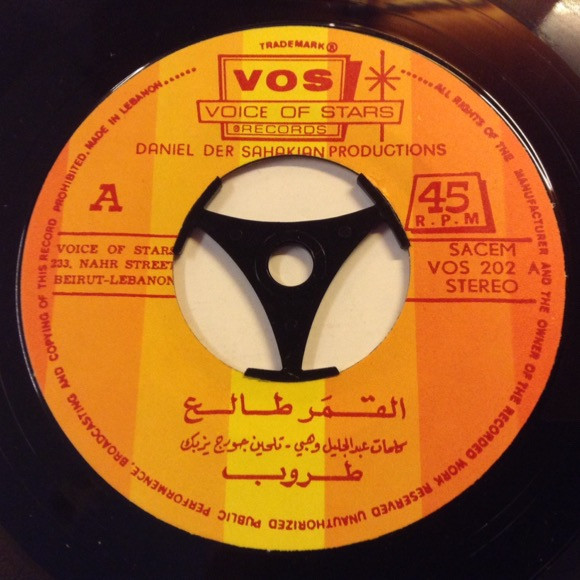 TRADEMARK ®
VOS
VOICE OF STARS
®RECORDS
DANIEL DER SAHAKIAN PRODUCTIONS
A
45
R.P.M
VOICE OF STARS
233, NAHR STREET
BEIRUT-LEBANON
SACEM
VOS 202 A
STEREO
القمَر طالع
كلمات عبد الجليل وهبي - تلحين جورج يزبك
طروب
ALL RIGHTS OF THE MANUFACTURER AND THE OWNER OF THE RECORDED WORK RESERVED UNAUTHORIZED PUBLIC PERFORMANCE, BROADCASTING AND COPYING OF THIS RECORD PROHIBITED. MADE IN LEBANON